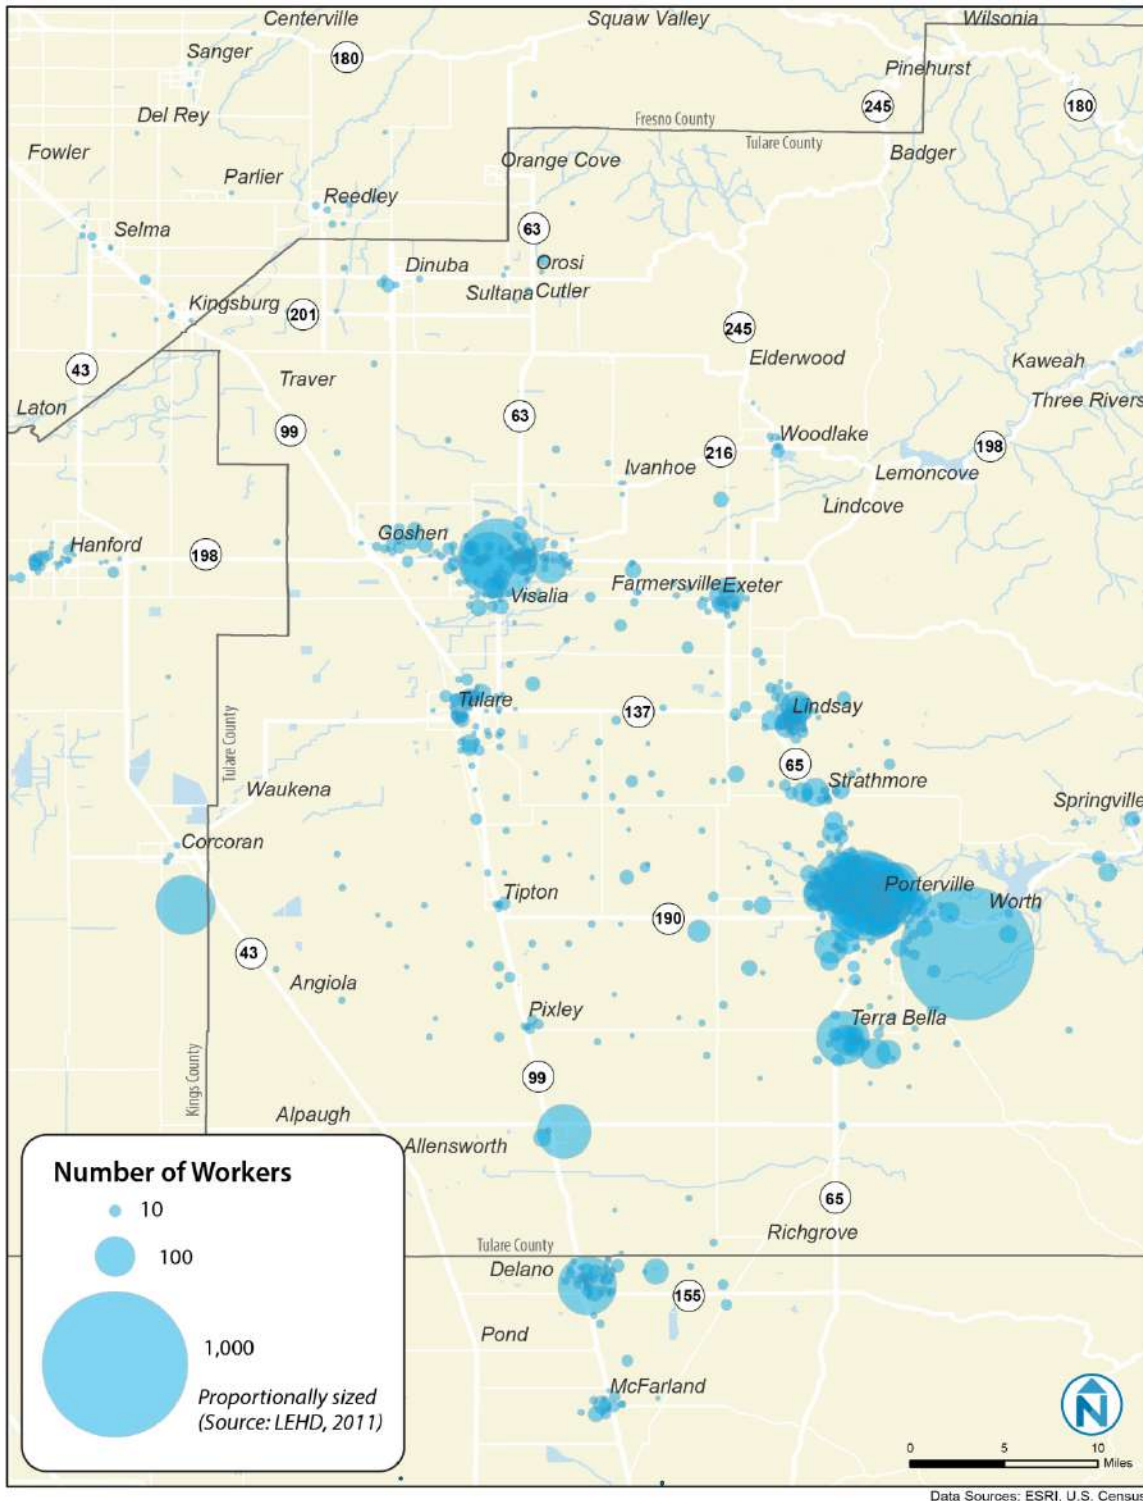 Centerville
Squaw Valley
Wilsonia
Sanger
180
Pinehurst
Del Rey
245
180
Fresno County
Tulare County
Fowler
Orange Cove
Badger
Parlier
Reedley
Selma
63
Dinuba
Orosi
Sultana
Cutler
Kingsburg
201
245
Elderwood
Kaweah
43
Traver
Three Rivers
Laton
63
99
Woodlake
216
198
Ivanhoe
Lemoncove
Lindcove
Goshen
Hanford
198
Farmersville
Exeter
Visalia
Tulare
137
Lindsay
Tulare County
Kings County
65
Strathmore
Waukena
Springville
Corcoran
Porterville
Tipton
Worth
190
43
Angiola
Pixley
Terra Bella
99
Alpaugh
Allensworth
65
Richgrove
Tulare County
Delano
155
Pond
McFarland
Number of Workers
10
100
1,000
Proportionally sized
(Source: LEHD, 2011)
N
0 5 10
Miles
Data Sources: ESRI, U.S. Census